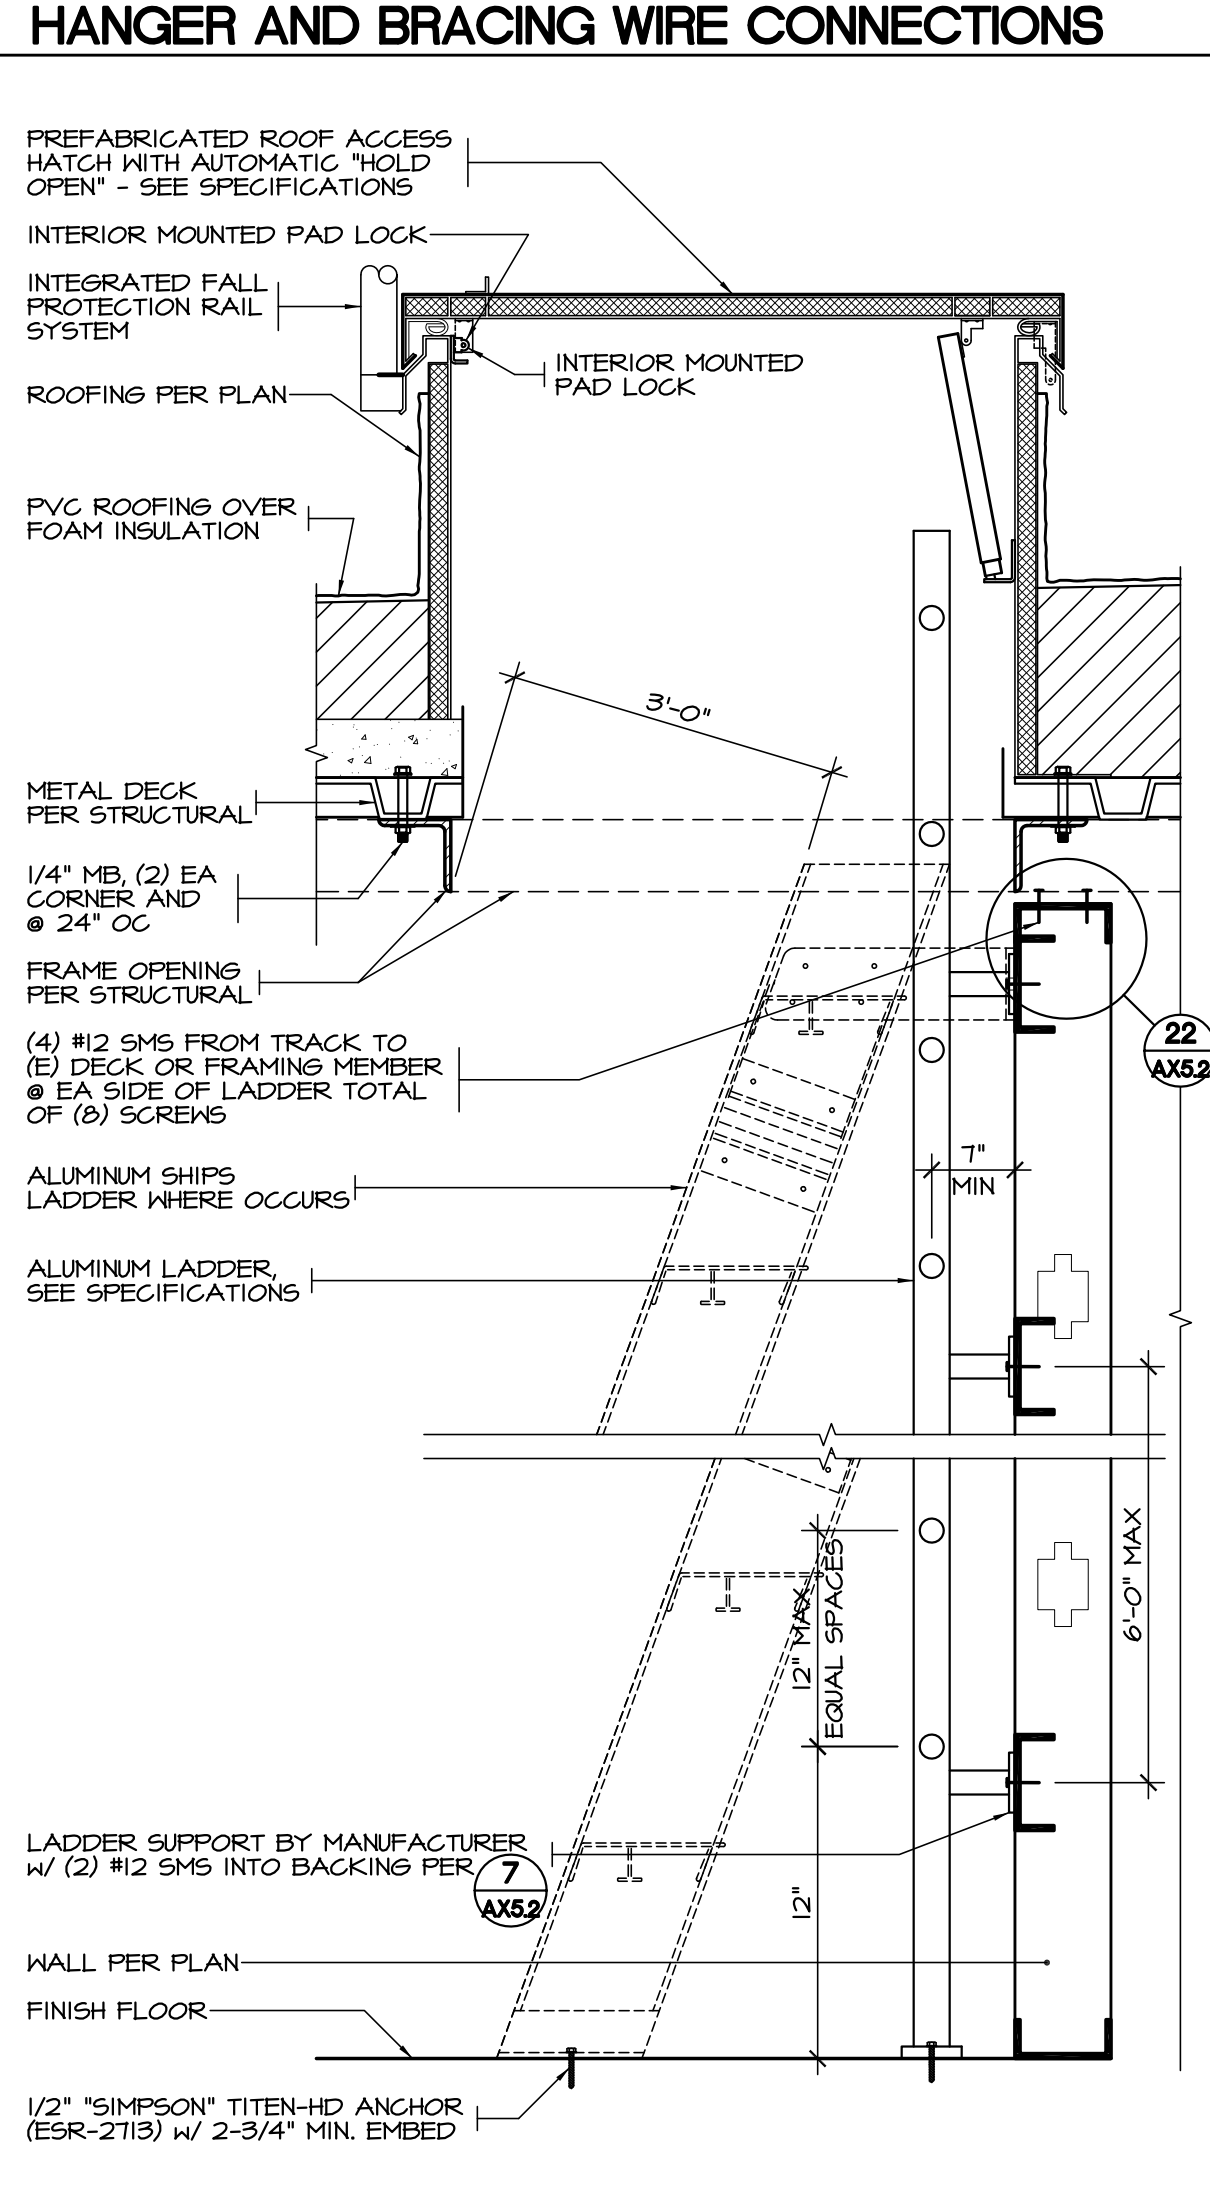 HANGER AND BRACING WIRE CONNECTIONS
PREFABRICATED ROOF ACCESS
HATCH WITH AUTOMATIC "HOLD
OPEN" - SEE SPECIFICATIONS
INTERIOR MOUNTED PAD LOCK
INTEGRATED FALL
PROTECTION RAIL
SYSTEM
INTERIOR MOUNTED
PAD LOCK
ROOFING PER PLAN
PVC ROOFING OVER
FOAM INSULATION
3'-0"
METAL DECK
PER STRUCTURAL
1/4" MB, (2) EA
CORNER AND
@ 24" OC
FRAME OPENING
PER STRUCTURAL
(4) #12 SMS FROM TRACK TO
(E) DECK OR FRAMING MEMBER
@ EA SIDE OF LADDER TOTAL
OF (8) SCREWS
22
AX5.2
7"
MIN
ALUMINUM SHIPS
LADDER WHERE OCCURS
ALUMINUM LADDER,
SEE SPECIFICATIONS
12" MAX
EQUAL SPACES
6'-0" MAX
LADDER SUPPORT BY MANUFACTURER
W/ (2) #12 SMS INTO BACKING PER
7
AX5.2
12"
WALL PER PLAN
FINISH FLOOR
1/2" "SIMPSON" TITEN-HD ANCHOR
(ESR-2713) W/ 2-3/4" MIN. EMBED